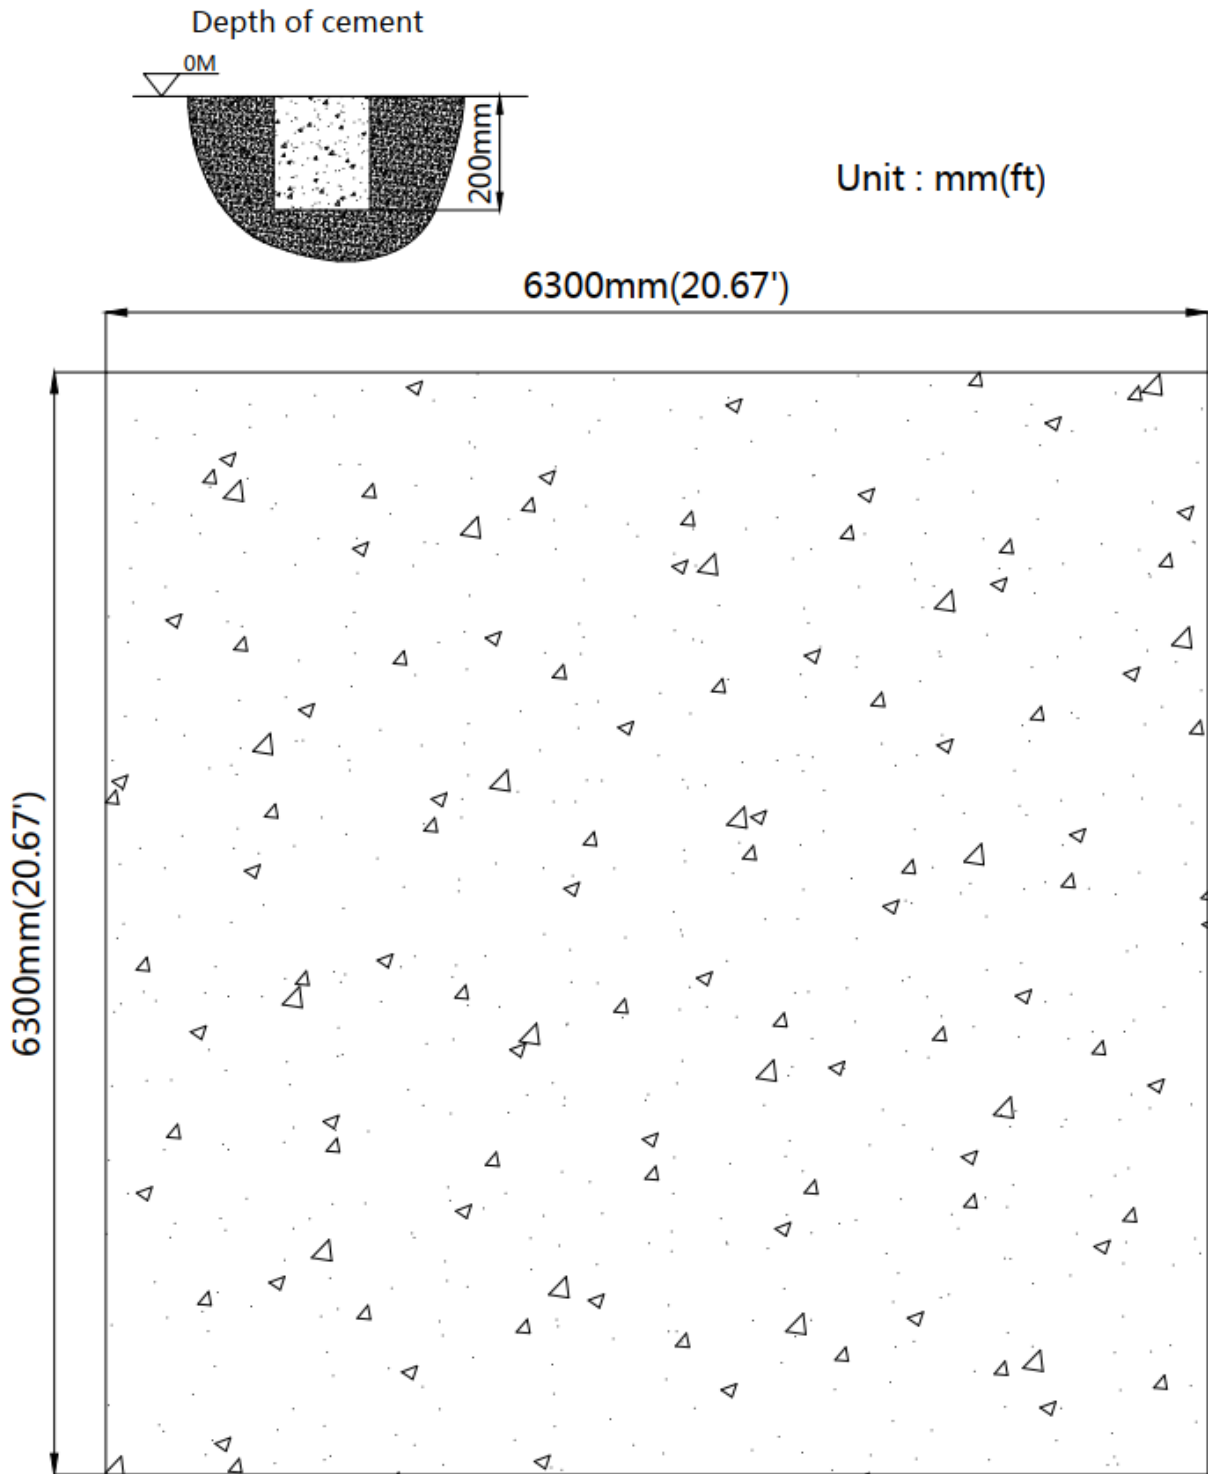 Depth of cement
0M
200mm
Unit : mm(ft)
6300mm(20.67')
6300mm(20.67')